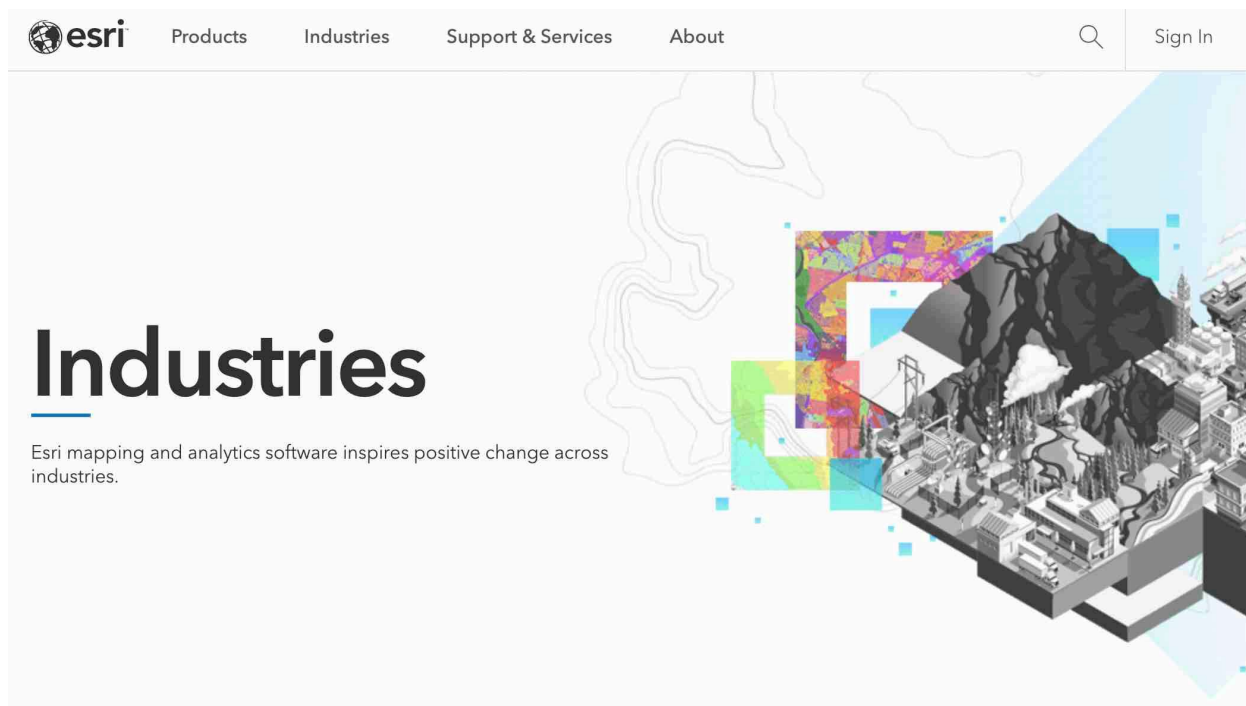 esri
Products
Industries
Support & Services
About
Sign In
Industries
Esri mapping and analytics software inspires positive change across
industries.